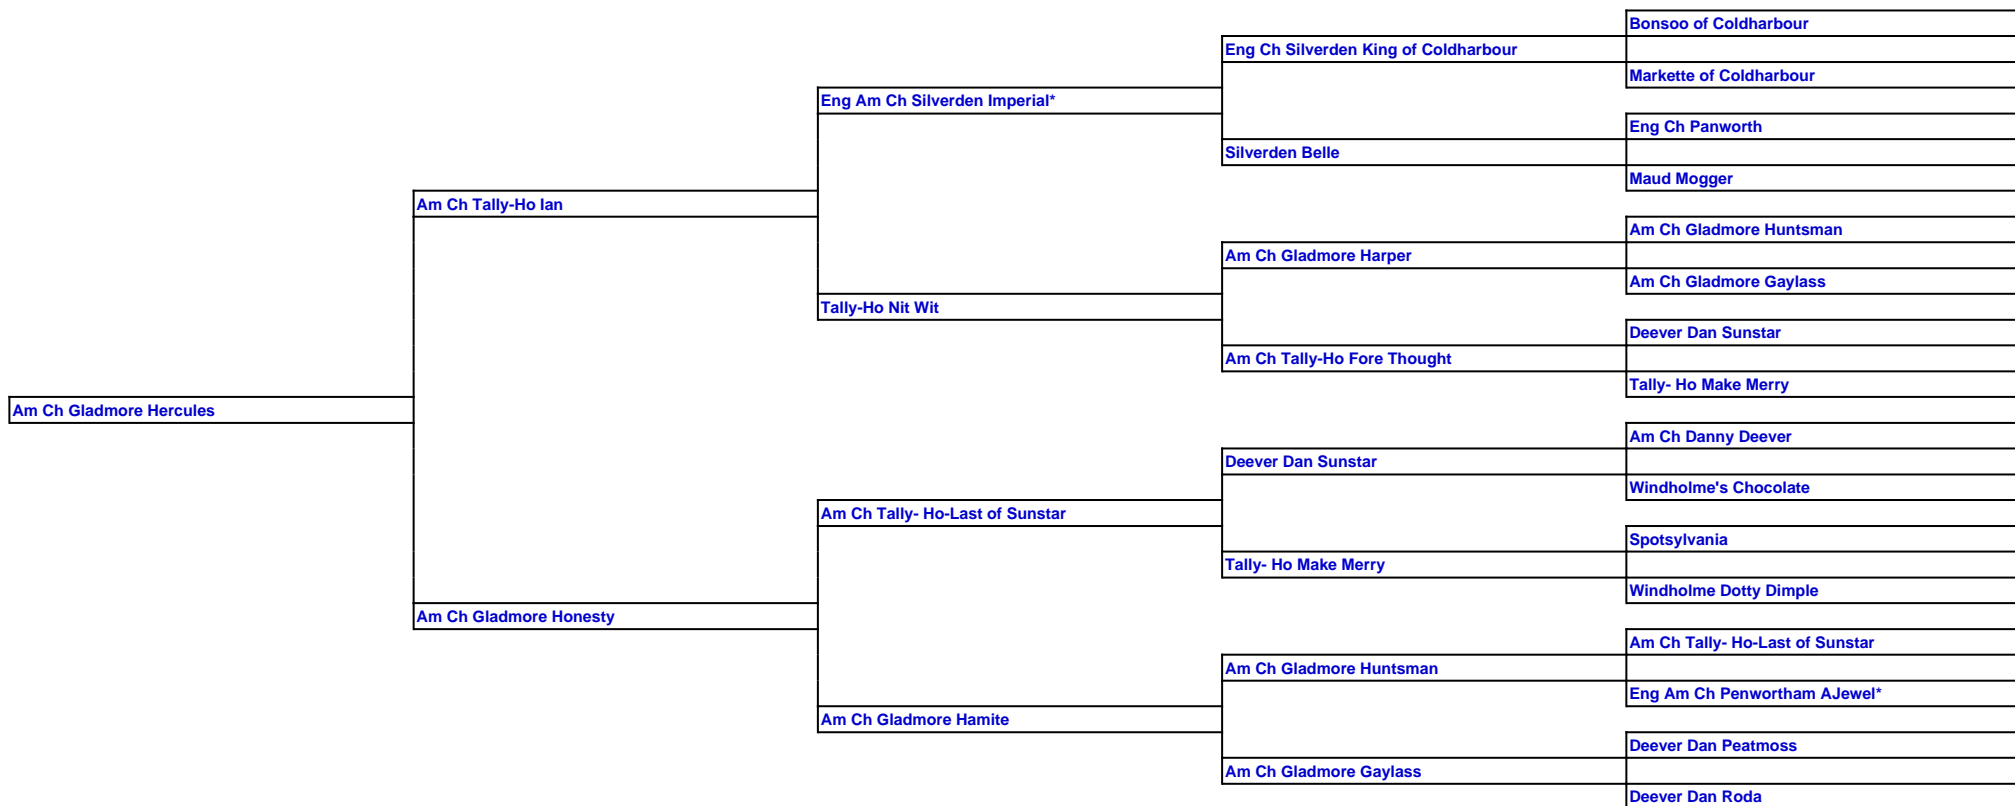 Bonsoo of Coldharbour
Eng Ch Silverden King of Coldharbour
Markette of Coldharbour
Eng Am Ch Silverden Imperial*
Eng Ch Panworth
Silverden Belle
Maud Mogger
Am Ch Tally-Ho Ian
Am Ch Gladmore Huntsman
Am Ch Gladmore Harper
Am Ch Gladmore Gaylass
Tally-Ho Nit Wit
Deever Dan Sunstar
Am Ch Tally-Ho Fore Thought
Tally- Ho Make Merry
Am Ch Gladmore Hercules
Am Ch Danny Deever
Deever Dan Sunstar
Windholme's Chocolate
Am Ch Tally- Ho-Last of Sunstar
Spotsylvania
Tally- Ho Make Merry
Windholme Dotty Dimple
Am Ch Gladmore Honesty
Am Ch Tally- Ho-Last of Sunstar
Am Ch Gladmore Huntsman
Eng Am Ch Penwortham AJewel*
Am Ch Gladmore Hamite
Deever Dan Peatmoss
Am Ch Gladmore Gaylass
Deever Dan Roda